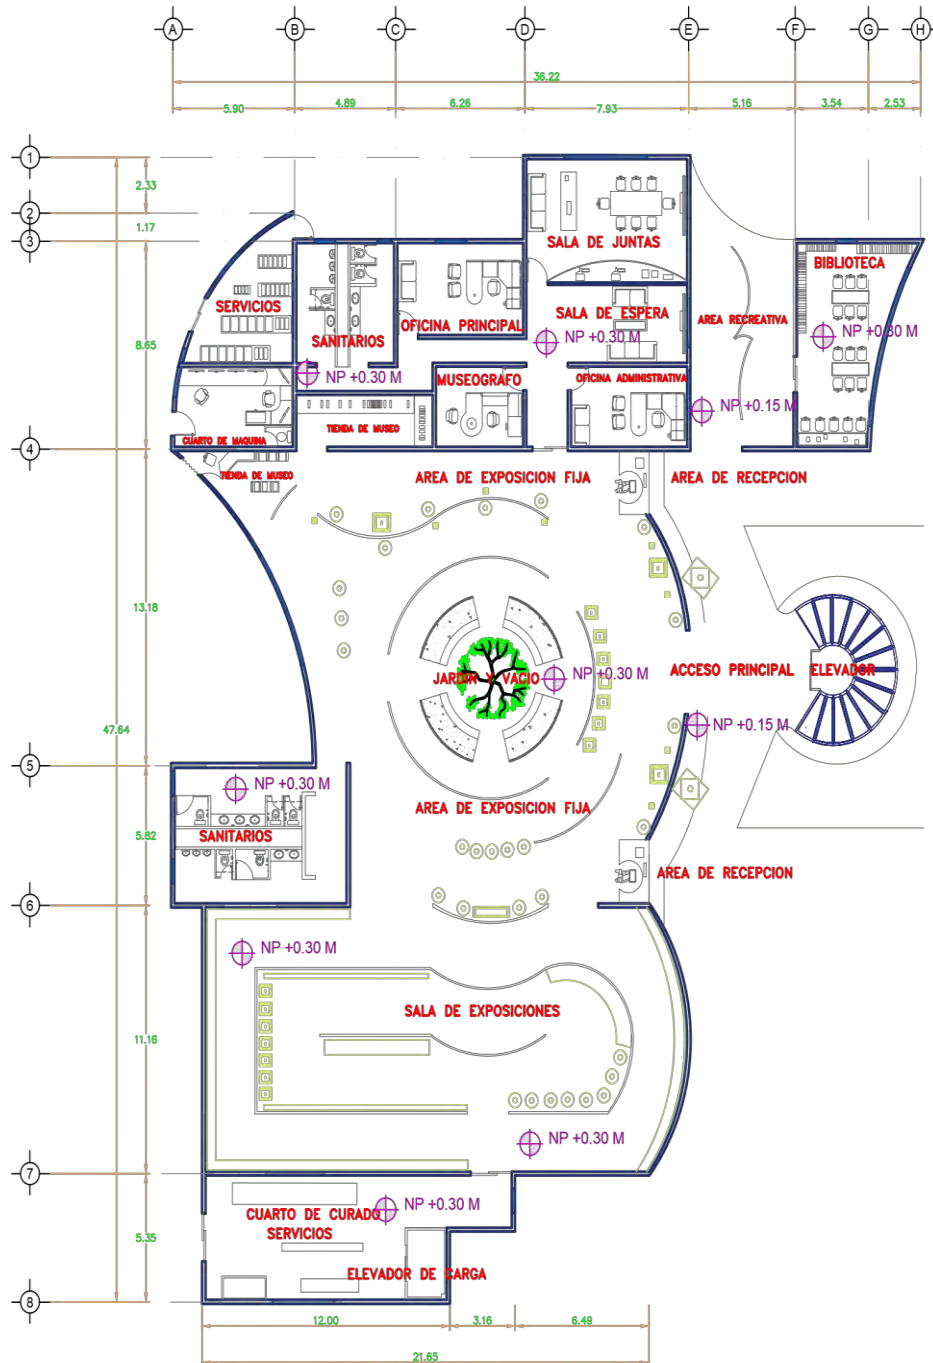 A B C D E F G H
36.22
5.90 4.89 6.26 7.93 5.16 3.54 2.53
1
2.33
2
1.17
3
SALA DE JUNTAS
BIBLIOTECA
SERVICIOS
SALA DE ESPERA
AREA RECREATIVA
OFICINA PRINCIPAL
SANITARIOS
NP +0.30 M
NP +0.30 M
8.65
NP +0.30 M
MUSEOGRAFO
OFICINA ADMINISTRATIVA
NP +0.15 M
TIENDA DE MUSEO
CUARTO DE MAQUINA
4
TIENDA DE MUSEO
AREA DE EXPOSICION FIJA
AREA DE RECEPCION
13.18
ACCESO PRINCIPAL
ELEVADOR
JARDIN Y VACIO
NP +0.30 M
NP +0.15 M
47.64
5
NP +0.30 M
AREA DE EXPOSICION FIJA
5.82
SANITARIOS
AREA DE RECEPCION
6
NP +0.30 M
SALA DE EXPOSICIONES
11.16
NP +0.30 M
7
NP +0.30 M
CUARTO DE CURADO
SERVICIOS
5.35
ELEVADOR DE CARGA
8
12.00 3.16 6.49
21.65